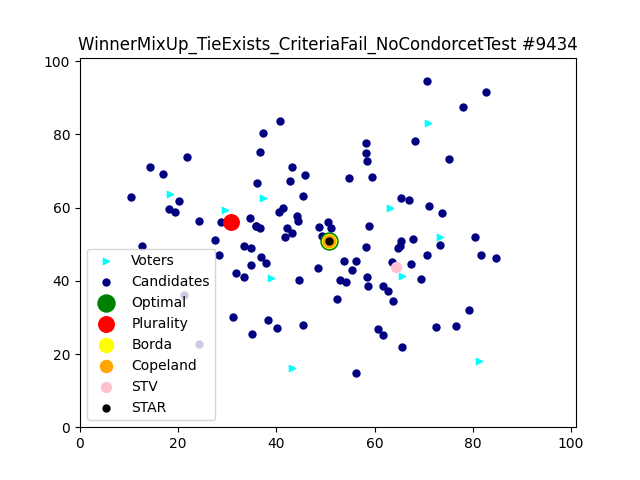 WinnerMixUp_TieExists_CriteriaFail_NoCondorcetTest #9434
100
80
60
40
20
0
Voters
Candidates
Optimal
Plurality
Borda
Copeland
STV
STAR
0 20 40 60 80 100